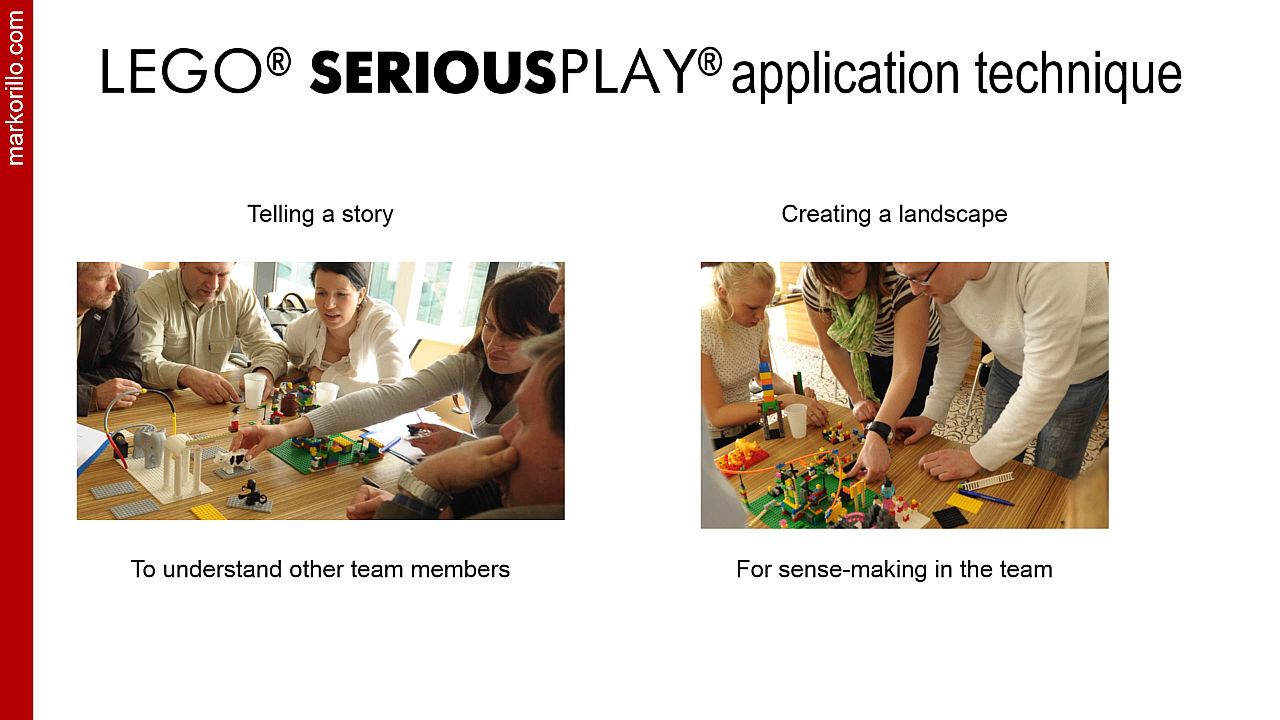 markorillo.com
LEGO® SERIOUSPLAY® application technique
Telling a story
Creating a landscape
To understand other team members
For sense-making in the team